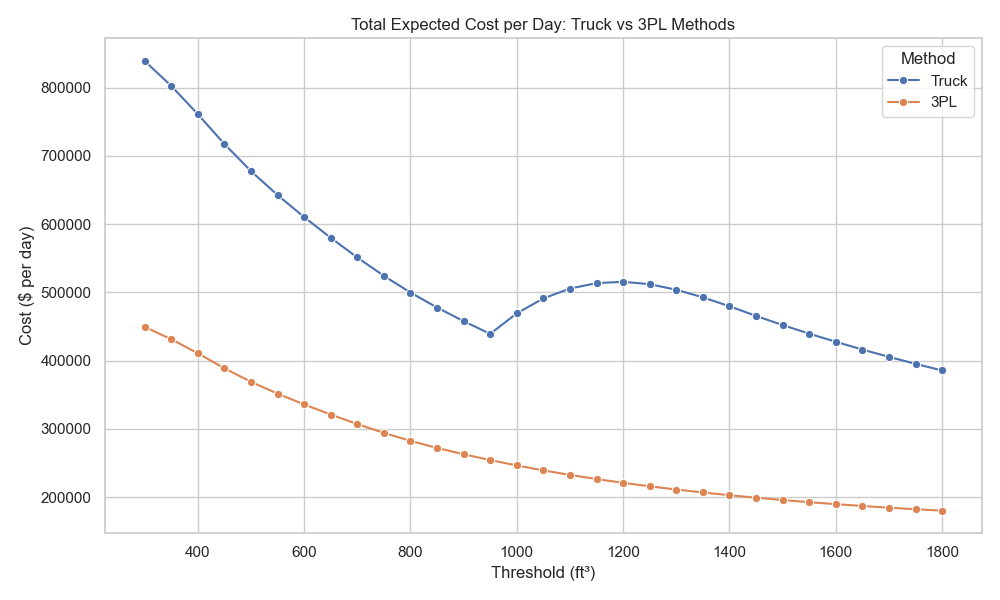 Total Expected Cost per Day: Truck vs 3PL Methods
Method
Truck
3PL
Cost ($ per day)
800000
700000
600000
500000
400000
300000
200000
400
600
800
1000
1200
1400
1600
1800
Threshold (ft³)